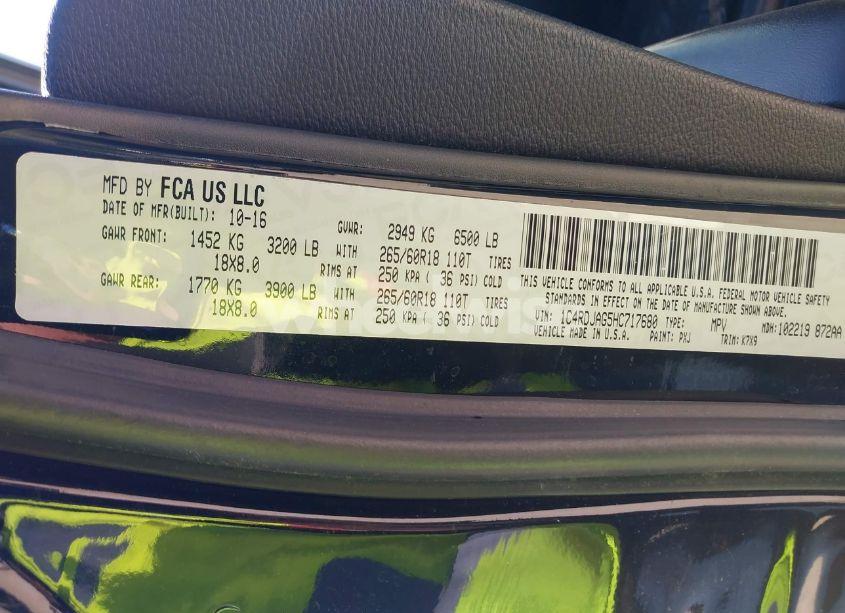 MFD BY FCA US LLC
DATE OF MFR(BUILT): 10-16 GVWR: 2949 KG 6500 LB
GAWR FRONT: 1452 KG 3200 LB WITH 265/60R18 110T TIRES
18X8.0 RIMS AT 250 KPA ( 36 PSI) COLD
GAWR REAR: 1770 KG 3900 LB WITH 265/60R18 110T TIRES
18X8.0 RIMS AT 250 KPA ( 36 PSI) COLD
THIS VEHICLE CONFORMS TO ALL APPLICABLE U.S.A. FEDERAL MOTOR VEHICLE SAFETY
STANDARDS IN EFFECT ON THE DATE OF MANUFACTURE SHOWN ABOVE.
VIN: 1C4RDJAG5HC717680 TYPE: MPV MDH: 102219 872AA
VEHICLE MADE IN U.S.A. PAINT: PXJ TRIM: K7X9